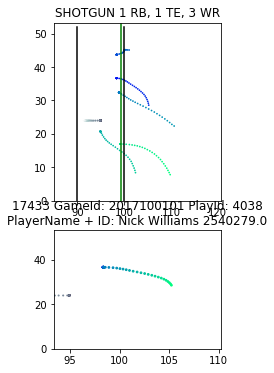 SHOTGUN 1 RB, 1 TE, 3 WR
50
40
30
20
10
0
90 100 110 120
17433 GameId: 2017100101 PlayId: 4038
PlayerName + ID: Nick Williams 2540279.0
40
20
0
95 100 105 110